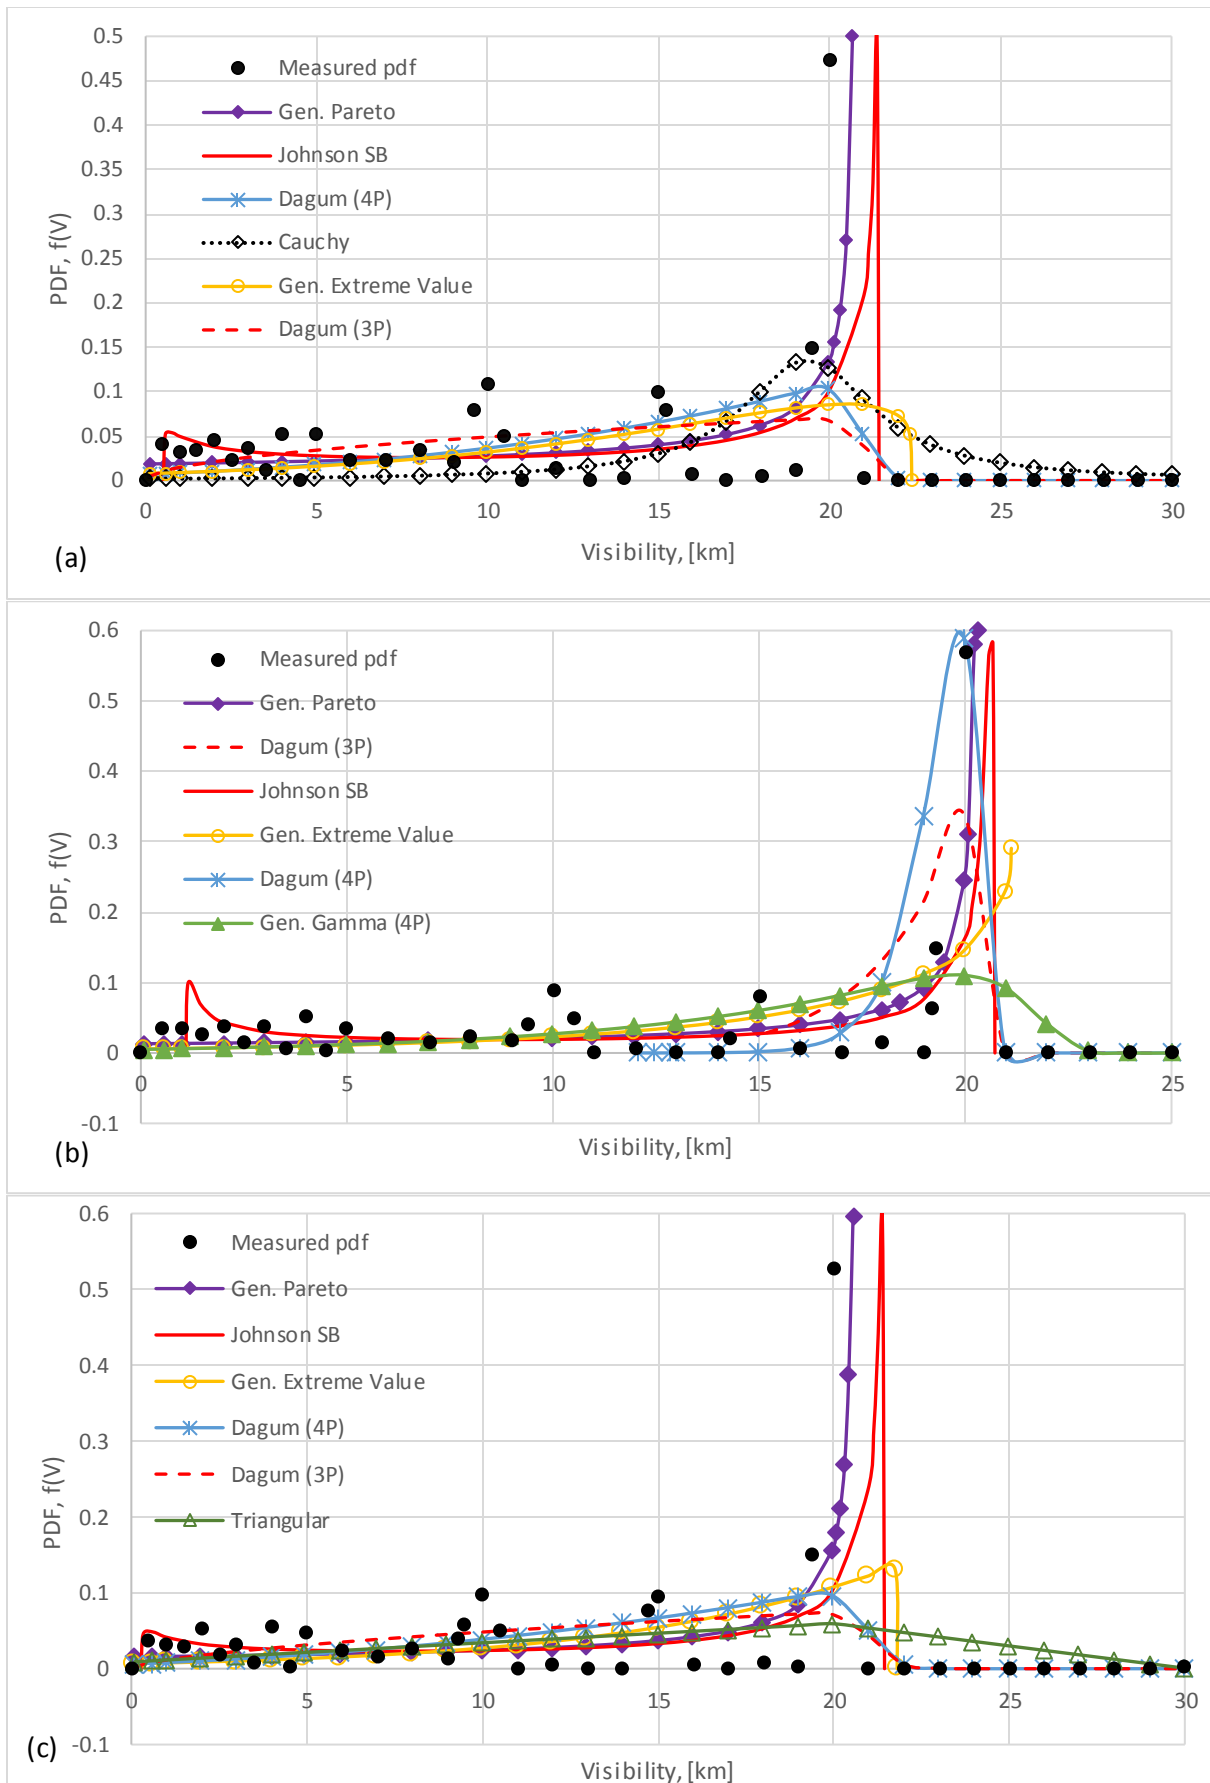 0.5
0.45
0.4
0.35
0.3
0.25
0.2
0.15
0.1
0.05
0
PDF, f(V)
Measured pdf
Gen. Pareto
Johnson SB
Dagum (4P)
Cauchy
Gen. Extreme Value
Dagum (3P)
0 5 10 15 20 25 30
Visibility, [km]
(a)
0.6
0.5
0.4
0.3
0.2
0.1
0
-0.1
PDF, f(V)
Measured pdf
Gen. Pareto
Dagum (3P)
Johnson SB
Gen. Extreme Value
Dagum (4P)
Gen. Gamma (4P)
0 5 10 15 20 25
Visibility, [km]
(b)
0.6
0.5
0.4
0.3
0.2
0.1
0
-0.1
PDF, f(V)
Measured pdf
Gen. Pareto
Johnson SB
Gen. Extreme Value
Dagum (4P)
Dagum (3P)
Triangular
0 5 10 15 20 25 30
Visibility, [km]
(c)